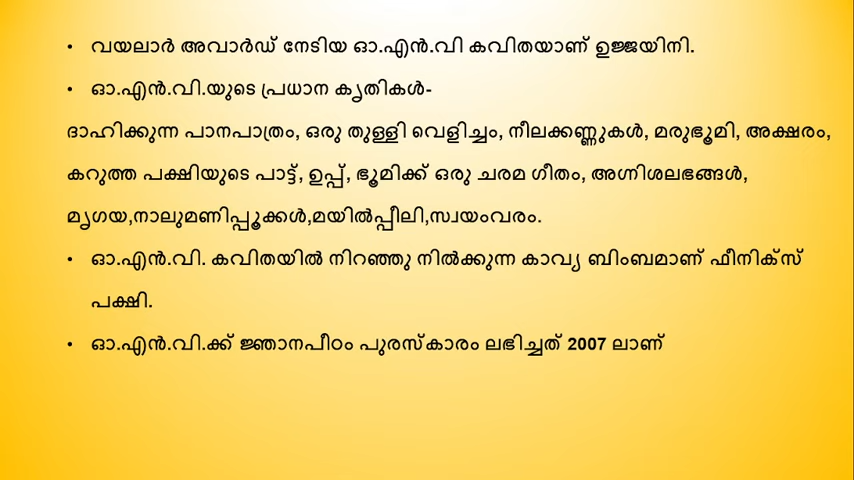 • വയലാർ അവാർഡ് നേടിയ ഓ.എൻ.വി കവിതയാണ് ഉജ്ജയിനി.
• ഓ.എൻ.വി.യുടെ പ്രധാന കൃതികൾ-
ദാഹിക്കുന്ന പാനപാത്രം, ഒരു തുള്ളി വെളിച്ചം, നീലക്കണ്ണുകൾ, മരുഭൂമി, അക്ഷരം,
കറുത്ത പക്ഷിയുടെ പാട്ട്, ഉപ്പ്, ഭൂമിക്ക് ഒരു ചരമ ഗീതം, അഗ്നിശലഭങ്ങൾ,
മൃഗയ,നാലുമണിപ്പൂക്കൾ,മയിൽപ്പീലി,സ്വയംവരം.
• ഓ.എൻ.വി. കവിതയിൽ നിറഞ്ഞു നിൽക്കുന്ന കാവ്യ ബിംബമാണ് ഫീനിക്സ്
പക്ഷി.
• ഓ.എൻ.വി.ക്ക് ജ്ഞാനപീഠം പുരസ്കാരം ലഭിച്ചത് 2007 ലാണ്